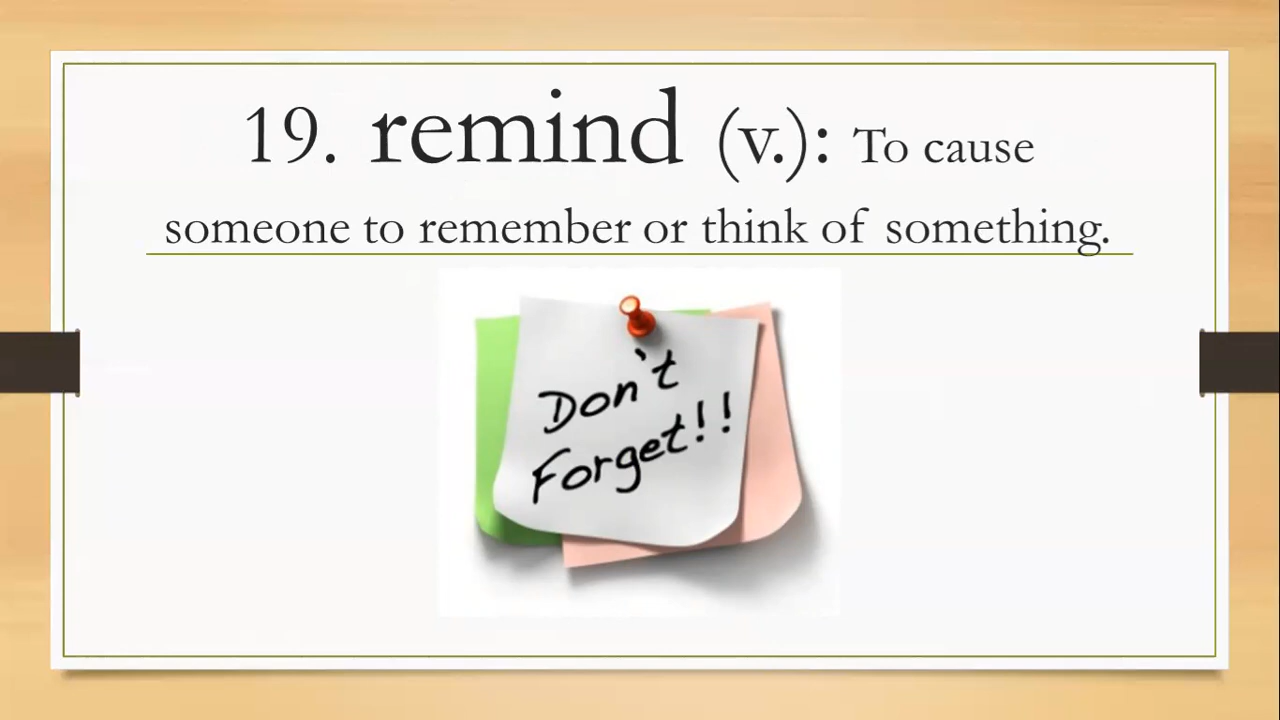 19. remind (v.): To cause
someone to remember or think of something.
Don't
Forget!!